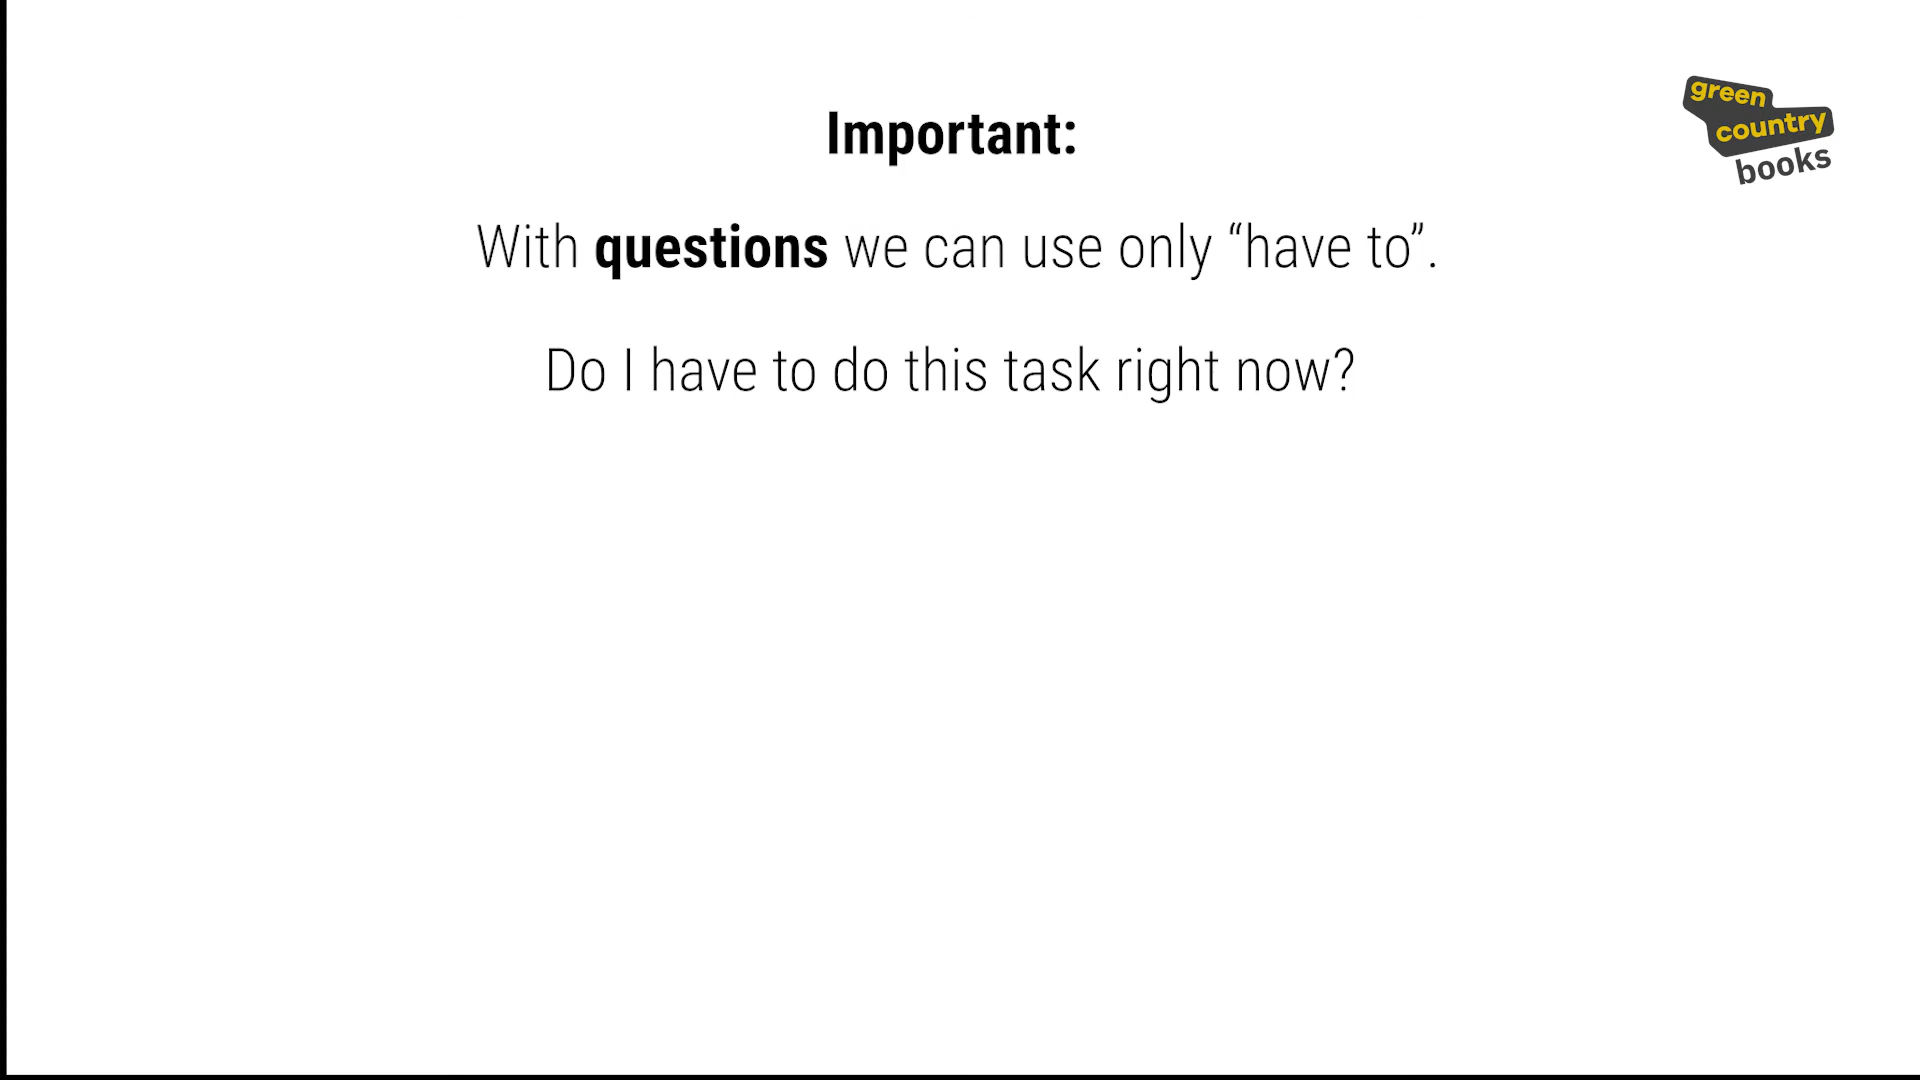 Important:
With questions we can use only “have to”.
Do I have to do this task right now?
green
country
books